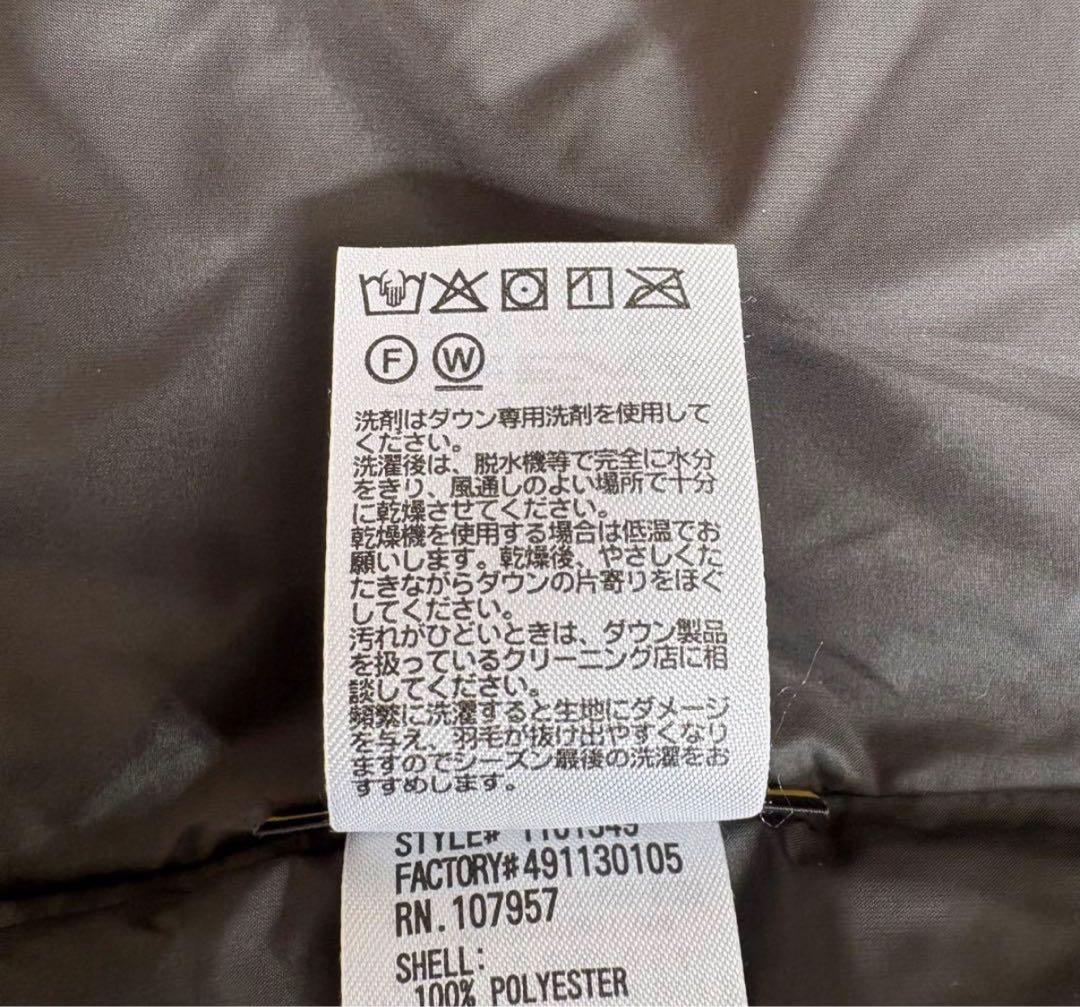 Ⓕ Ⓦ
洗剤はダウン専用洗剤を使用して
ください。
洗濯後は、脱水機等で完全に水分
をきり、風通しのよい場所で十分
に乾燥させてください。
乾燥機を使用する場合は低温でお
願いします。乾燥後、やさしくた
たきながらダウンの片寄りをほぐ
してください。
汚れがひどいときは、ダウン製品
を扱っているクリーニング店に相
談してください。
頻繁に洗濯すると生地にダメージ
を与え、羽毛が抜け出やすくなり
ますのでシーズン最後の洗濯をお
すすめします。
STYLE# 1101349
FACTORY#491130105
RN.107957
SHELL:
100% POLYESTER